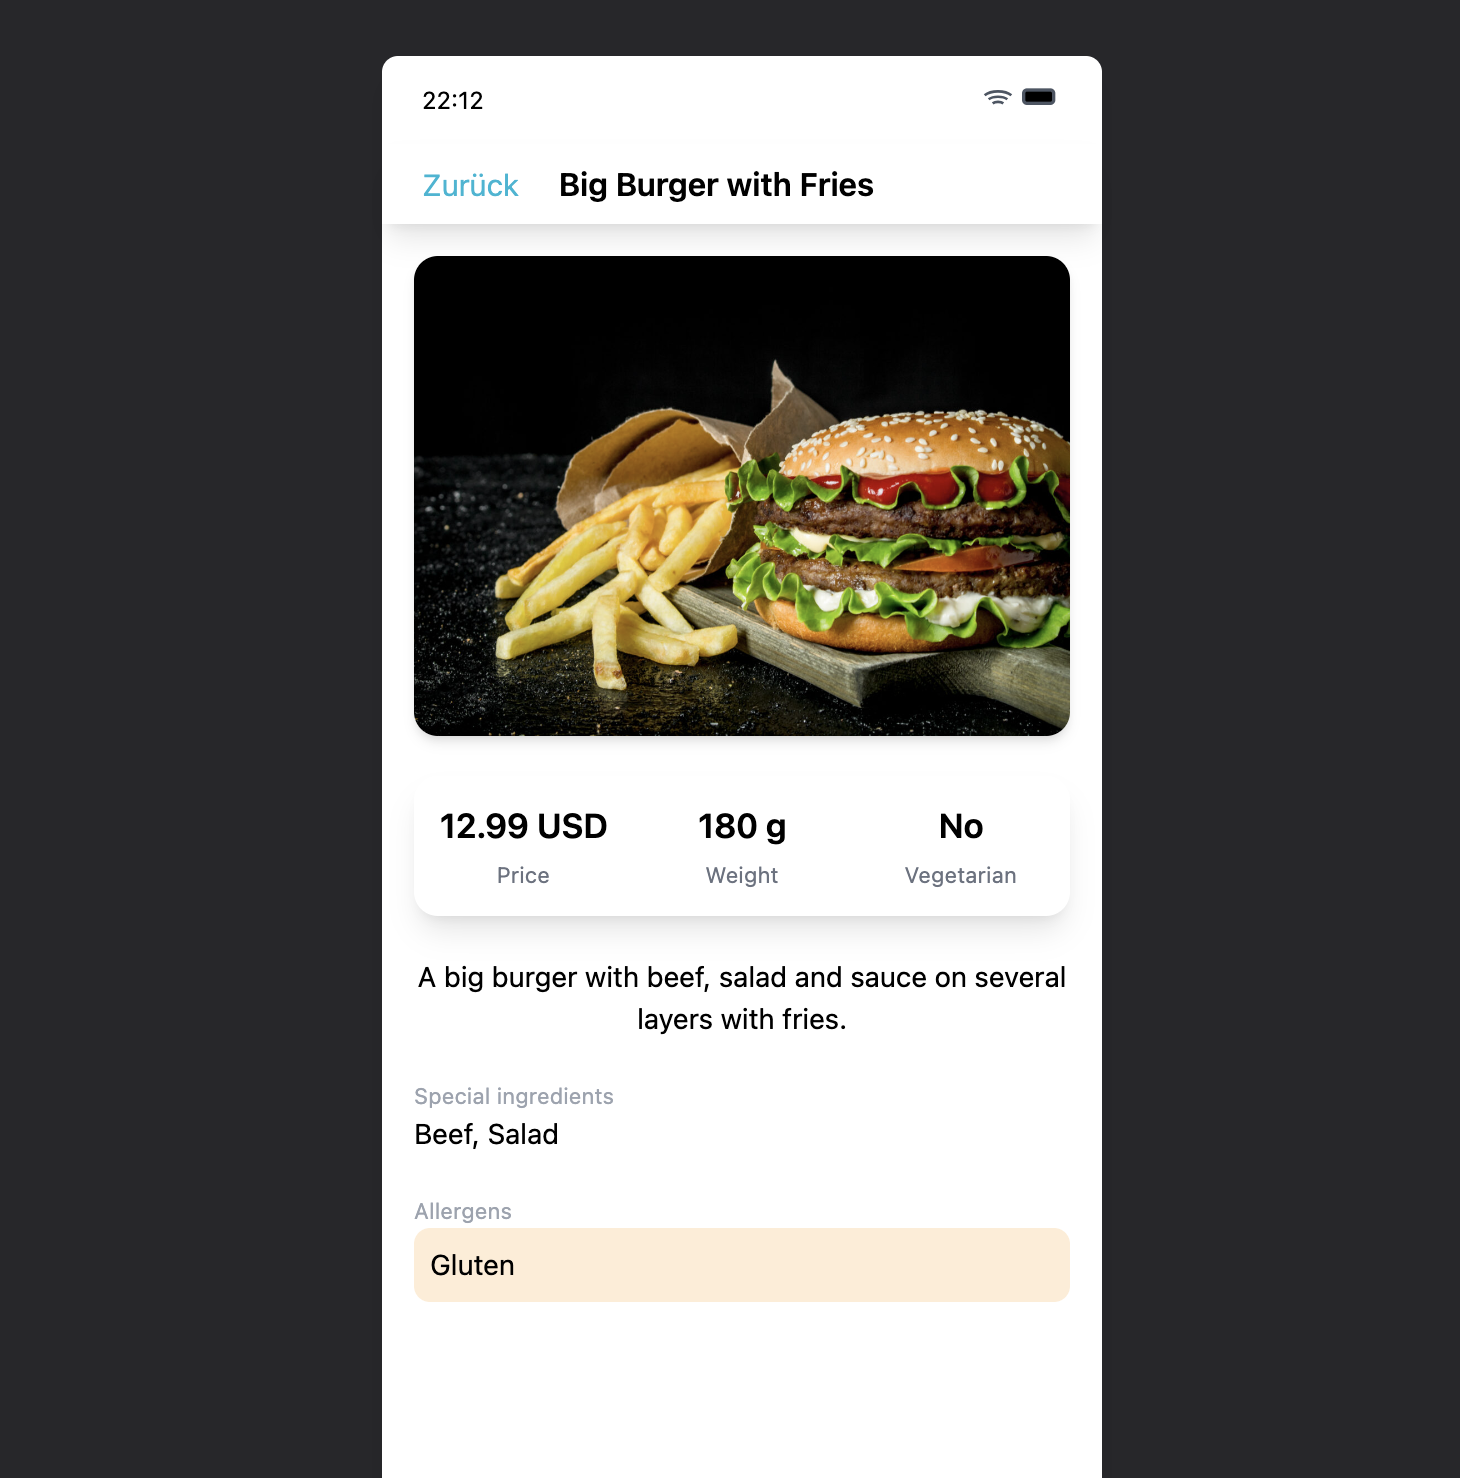 22:12
Zurück Big Burger with Fries
12.99 USD 180 g No
Price Weight Vegetarian
A big burger with beef, salad and sauce on several
layers with fries.
Special ingredients
Beef, Salad
Allergens
Gluten